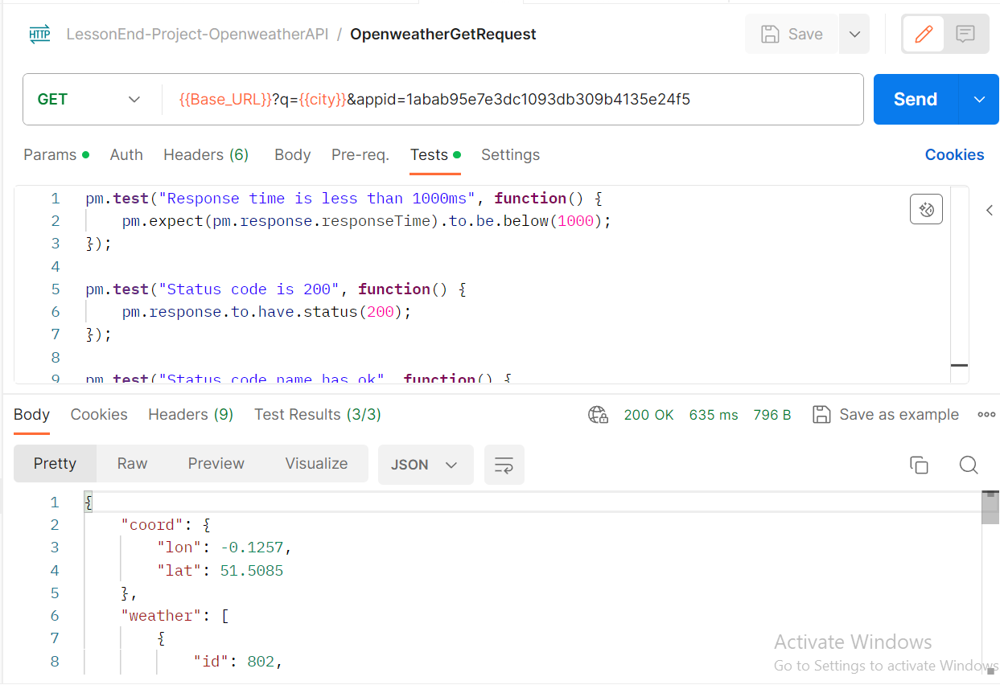 HTTP LessonEnd-Project-OpenweatherAPI / OpenweatherGetRequest Save
GET {{Base_URL}}?q={{city}}&appid=1abab95e7e3dc1093db309b4135e24f5 Send
Params Auth Headers (6) Body Pre-req. Tests Settings Cookies
1 pm.test("Response time is less than 1000ms", function() {
2 pm.expect(pm.response.responseTime).to.be.below(1000);
3 });
4
5 pm.test("Status code is 200", function() {
6 pm.response.to.have.status(200);
7 });
8
9 pm.test("Status code name has ok", function() {
Body Cookies Headers (9) Test Results (3/3) 200 OK 635 ms 796 B Save as example
Pretty Raw Preview Visualize JSON
1 {
2 "coord": {
3 "lon": -0.1257,
4 "lat": 51.5085
5 },
6 "weather": [
7 {
8 "id": 802,
Activate Windows
Go to Settings to activate Windows